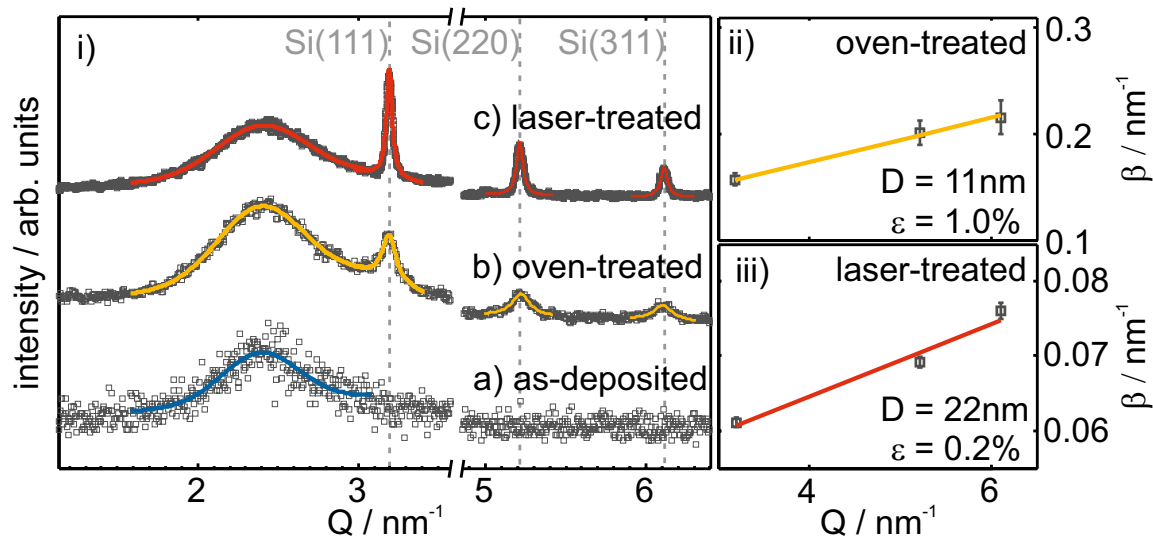 i)
Si(111) Si(220) Si(311)
c) laser-treated
b) oven-treated
a) as-deposited
intensity / arb. units
2 3 5 6
Q / nm⁻¹
ii) oven-treated
D = 11nm
ε = 1.0%
0.3
0.2
0.1
β / nm⁻¹
iii) laser-treated
D = 22nm
ε = 0.2%
0.08
0.07
0.06
β / nm⁻¹
4 6
Q / nm⁻¹